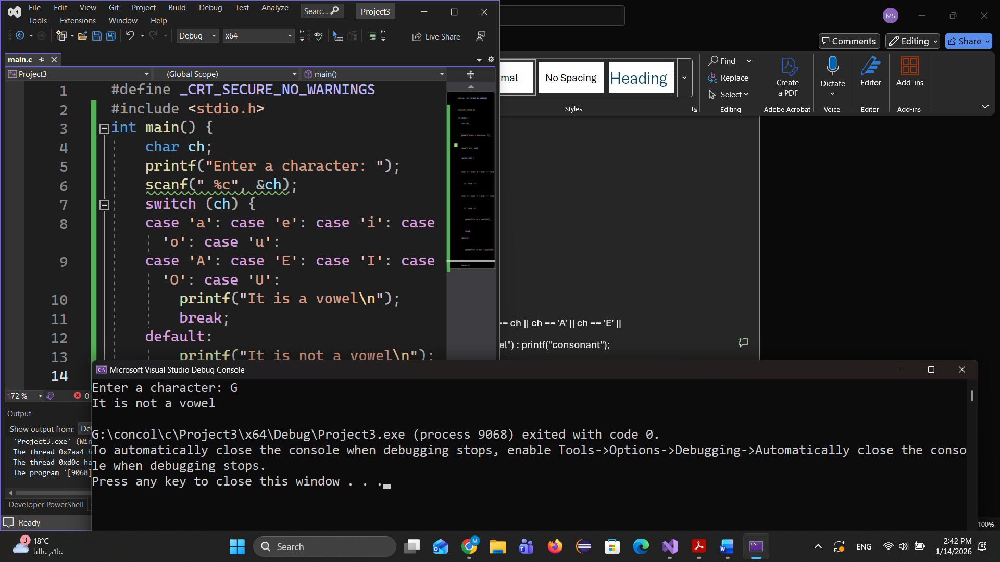 File Edit View Git Project Build Debug Test Analyze Searc... Project3
Tools Extensions Window Help
Debug x64 Live Share
main.c
Project3 (Global Scope) main()
1 #define _CRT_SECURE_NO_WARNINGS
2 #include <stdio.h>
3 int main() {
4 char ch;
5 printf("Enter a character: ");
6 scanf(" %c", &ch);
7 switch (ch) {
8 case 'a': case 'e': case 'i': case
'o': case 'u':
9 case 'A': case 'E': case 'I': case
'O': case 'U':
10 printf("It is a vowel\n");
11 break;
12 default:
13 printf("It is not a vowel\n");
14
172 % 0
Output
Show output from: De
'Project3.exe' (Win
The thread 0x7aa4 h
The thread 0xd0c ha
The program '[9068]
Developer PowerShell
Ready
MS
Comments Editing Share
mal No Spacing Heading
Styles
Find
Replace
Select
Editing
Create
a PDF
Adobe Acrobat
Dictate
Voice
Editor
Editor
Add-ins
Add-ins
== ch || ch == 'A' || ch == 'E' ||
el") : printf("consonant");
Microsoft Visual Studio Debug Console
Enter a character: G
It is not a vowel
G:\concol\c\Project3\x64\Debug\Project3.exe (process 9068) exited with code 0.
To automatically close the console when debugging stops, enable Tools->Options->Debugging->Automatically close the conso
le when debugging stops.
Press any key to close this window . . .
100%
3
18°C
غائم غالبًا
Search
M
ENG
2:42 PM
1/14/2026